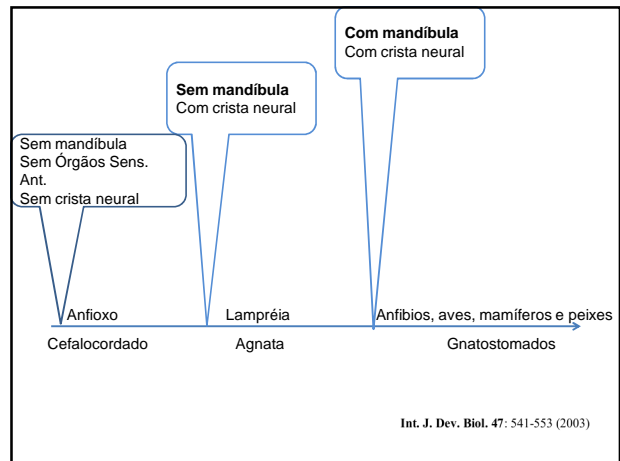 Com mandíbula
Com crista neural
Sem mandíbula
Com crista neural
Sem mandíbula
Sem Órgãos Sens.
Ant.
Sem crista neural
Anfioxo
Lampréia
Anfibios, aves, mamíferos e peixes
Cefalocordado
Agnata
Gnatostomados
Int. J. Dev. Biol. 47: 541-553 (2003)